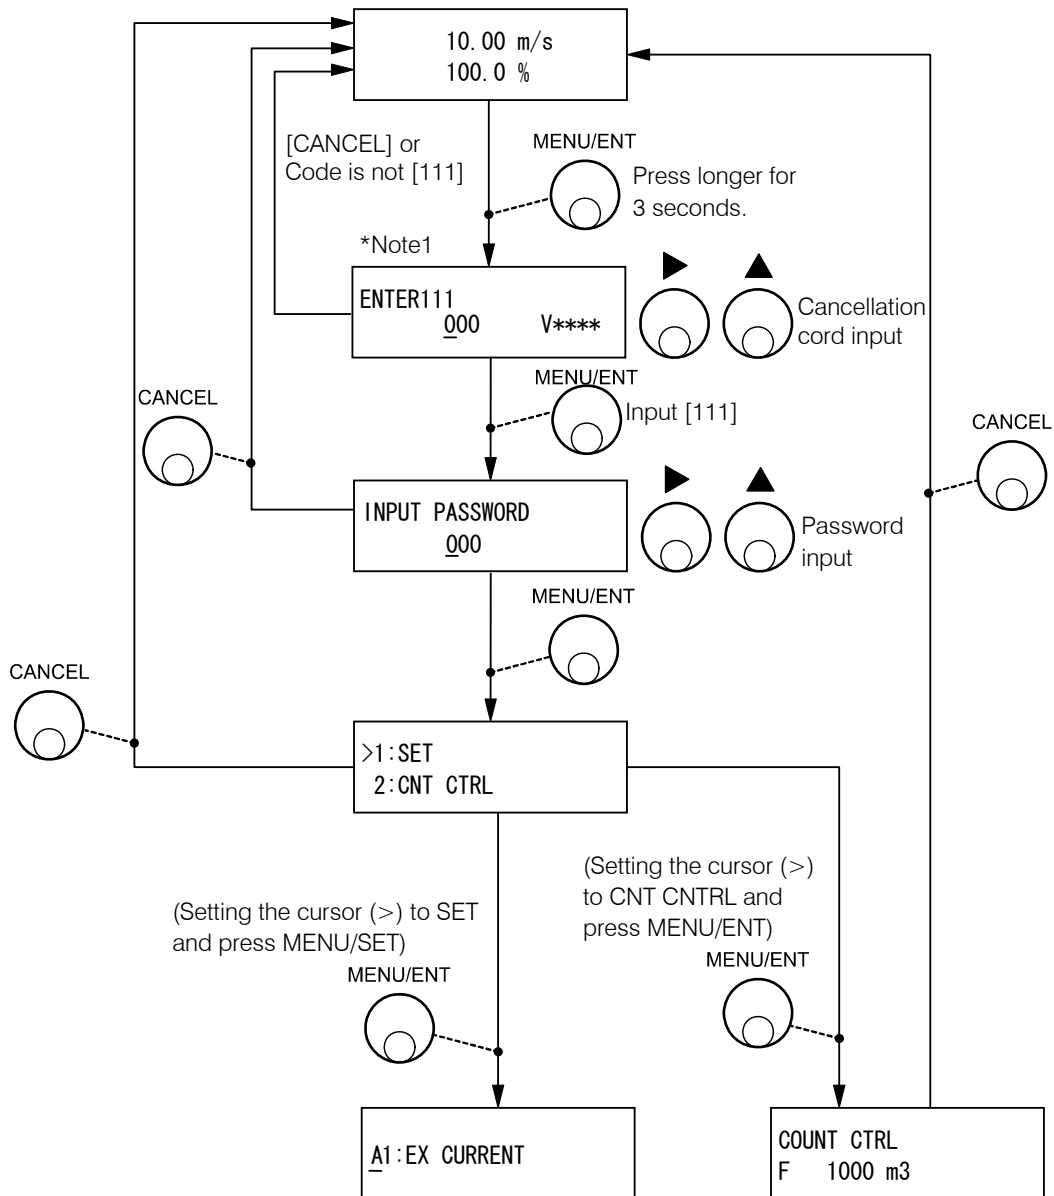 10.00 m/s
100.0 %
[CANCEL] or
Code is not [111]
MENU/ENT
Press longer for
3 seconds.
*Note1
ENTER111
000 V****
Cancellation
cord input
MENU/ENT
Input [111]
CANCEL
CANCEL
INPUT PASSWORD
000
Password
input
MENU/ENT
CANCEL
>1:SET
2:CNT CTRL
(Setting the cursor (>) to SET
and press MENU/SET)
MENU/ENT
(Setting the cursor (>)
to CNT CNTRL and
press MENU/ENT)
MENU/ENT
A1:EX CURRENT
COUNT CTRL
F 1000 m3